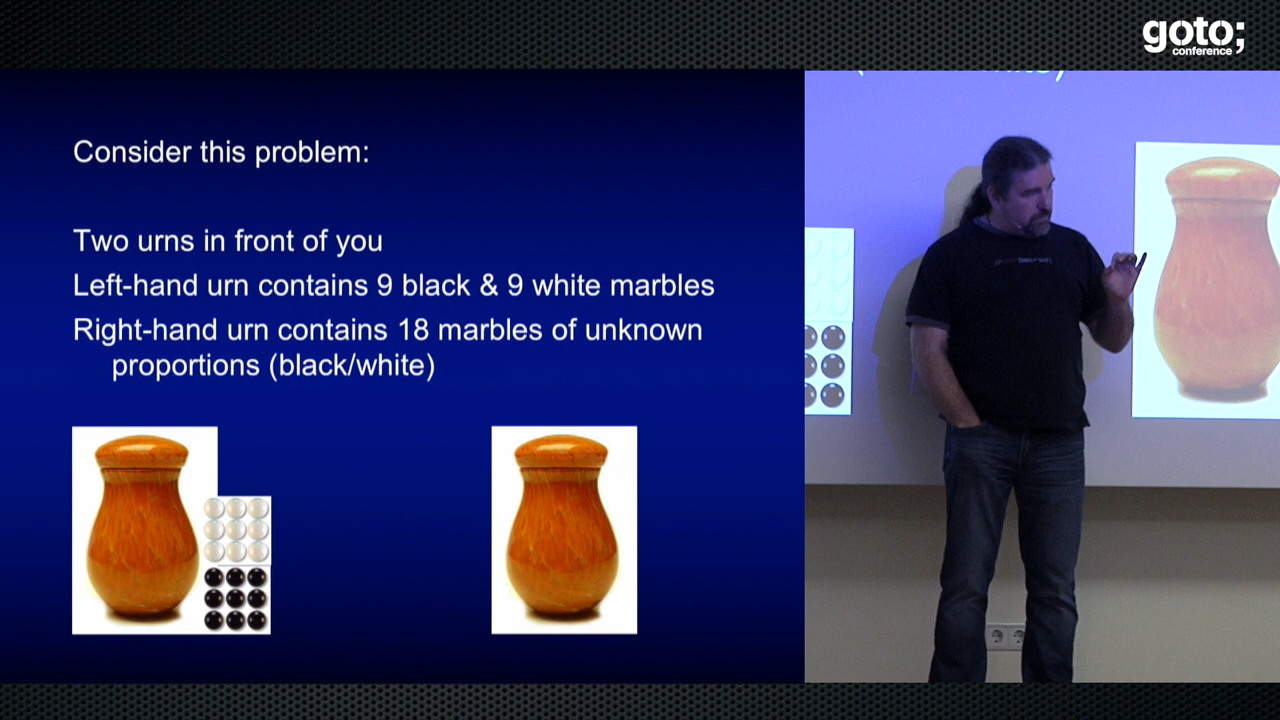 goto;
conference
Consider this problem:
Two urns in front of you
Left-hand urn contains 9 black & 9 white marbles
Right-hand urn contains 18 marbles of unknown
proportions (black/white)